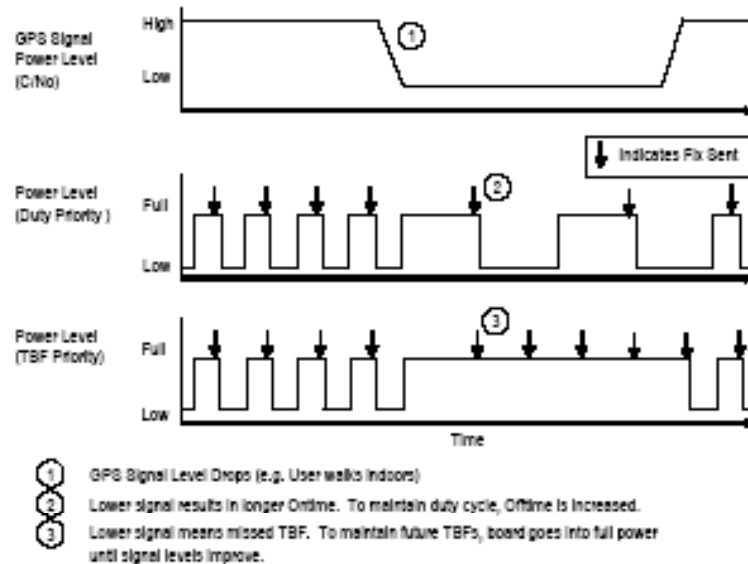 GPS Signal
Power Level
(C/No)
High
Low
1
Indicates Fix Sent
Power Level
(Duty Priority )
Full
Low
2
Power Level
(TBF Priority)
Full
Low
3
Time
1 GPS Signal Level Drops (e.g. User walks Indoors)
2 Lower signal results in longer Ontime. To maintain duty cycle, Offtime is increased.
3 Lower signal means missed TBF. To maintain future TBFs, board goes into full power
until signal levels improve.